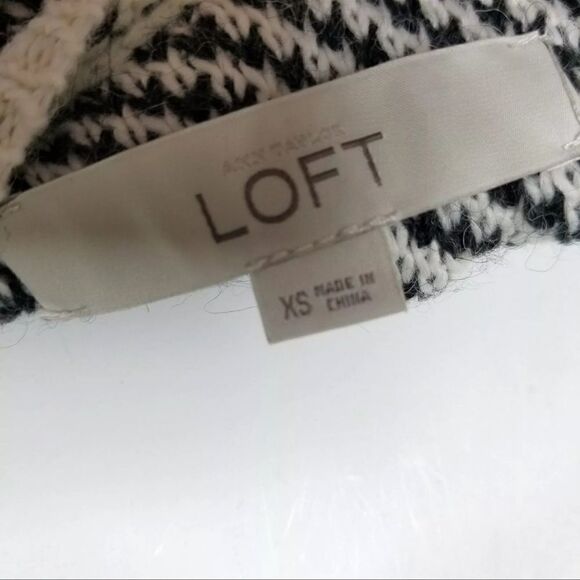 ANN TAYLOR
LOFT
XS MADE IN
CHINA